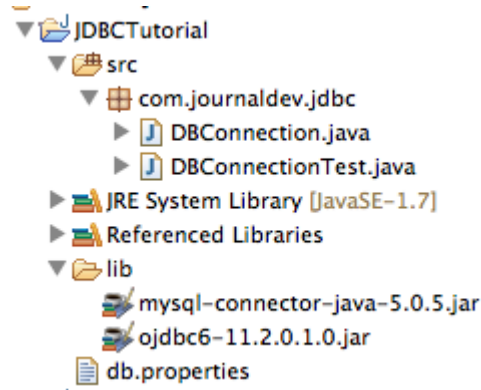 JDBCTutorial
src
com.journaldev.jdbc
DBConnection.java
DBConnectionTest.java
JRE System Library [JavaSE-1.7]
Referenced Libraries
lib
mysql-connector-java-5.0.5.jar
ojdbc6-11.2.0.1.0.jar
db.properties